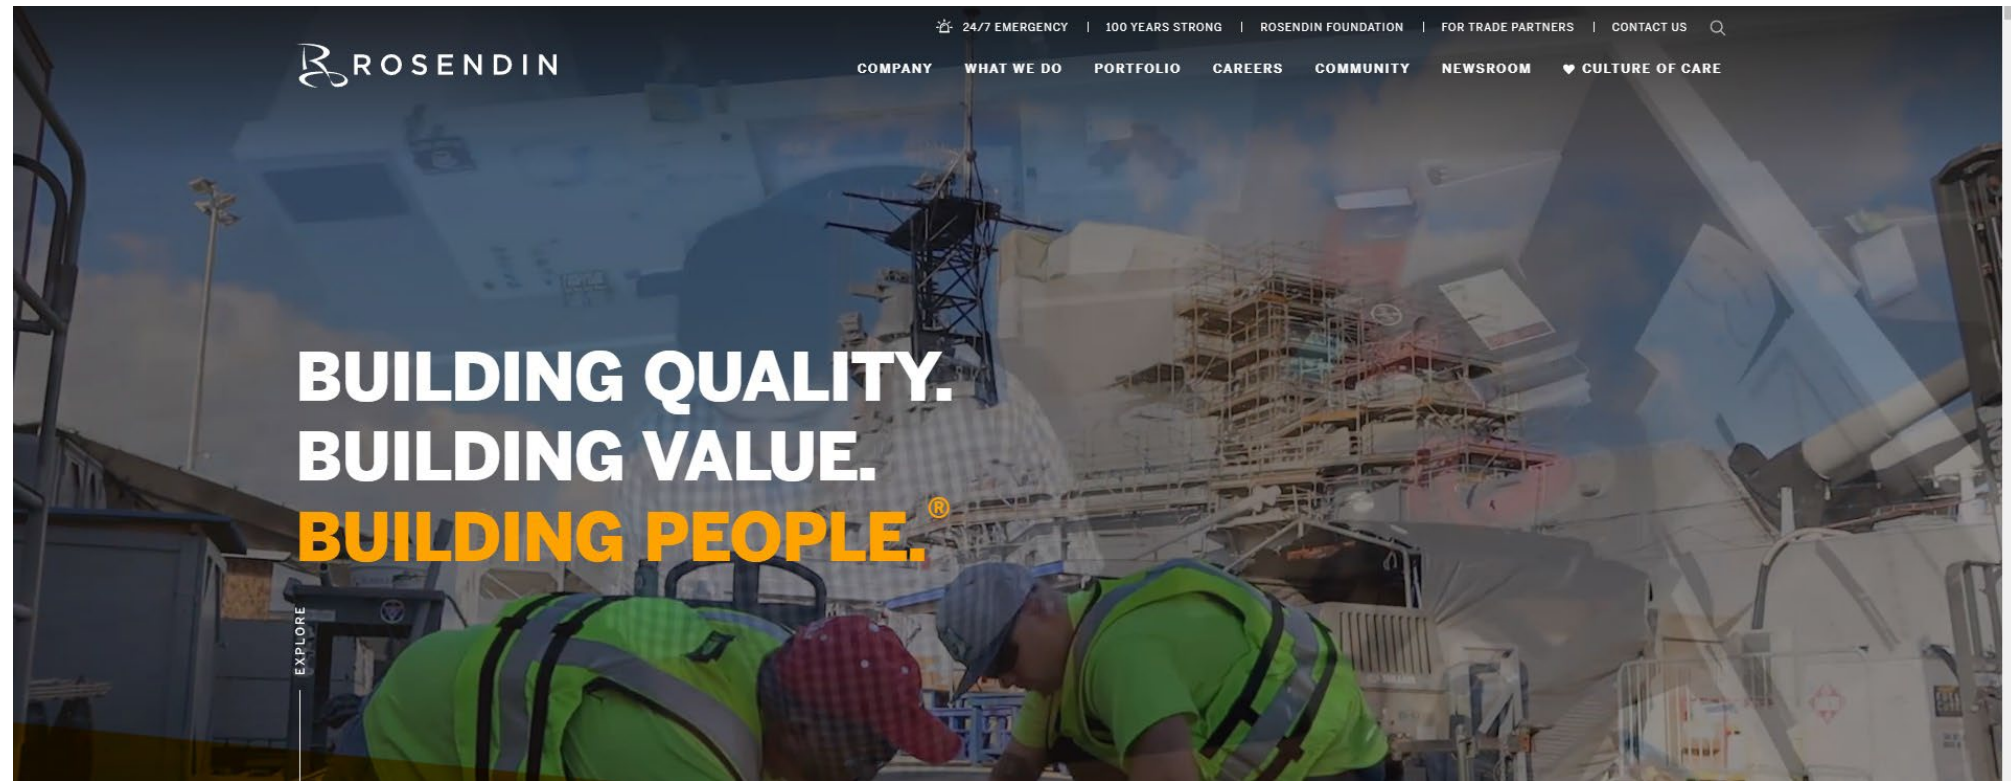 24/7 EMERGENCY | 100 YEARS STRONG | ROSENDIN FOUNDATION | FOR TRADE PARTNERS | CONTACT US
ROSENDIN
COMPANY WHAT WE DO PORTFOLIO CAREERS COMMUNITY NEWSROOM CULTURE OF CARE
BUILDING QUALITY.
BUILDING VALUE.
BUILDING PEOPLE.®
EXPLORE